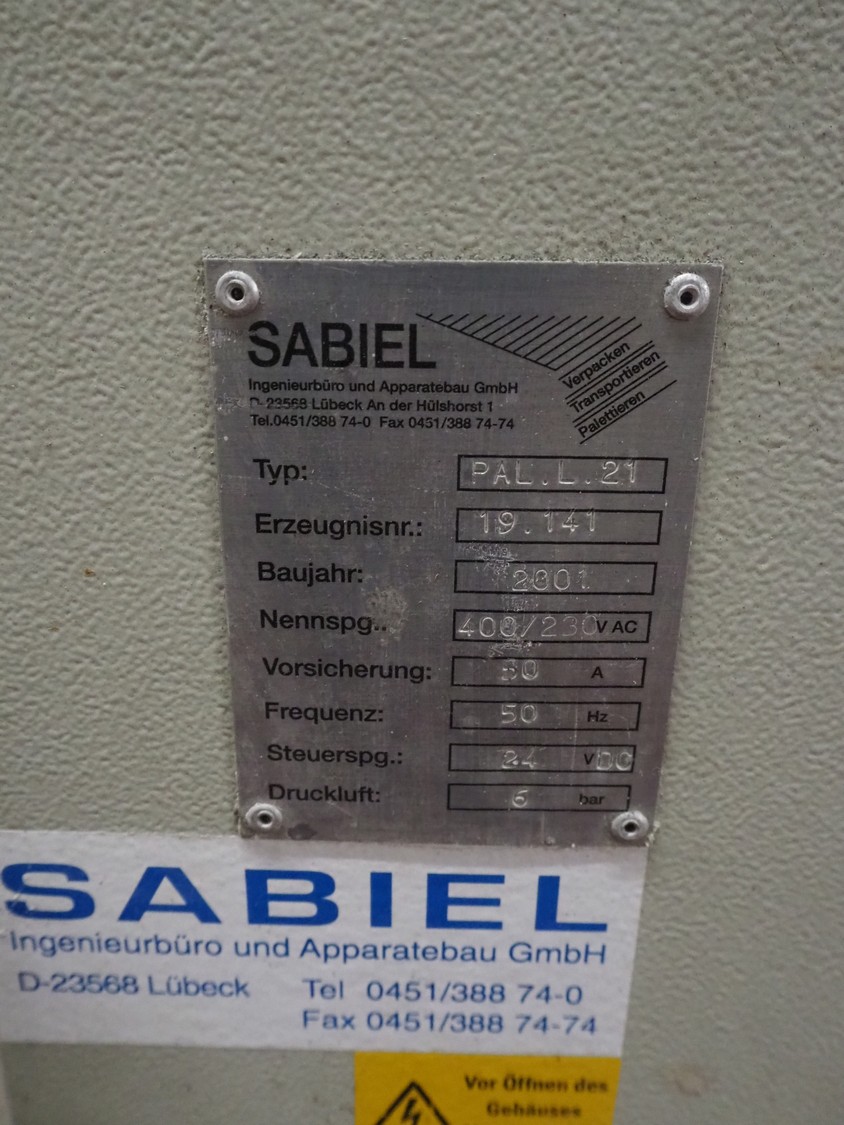 SABIEL
Ingenieurbüro und Apparatebau GmbH
D-23568 Lübeck An der Hülshorst 1
Tel.0451/388 74-0 Fax 0451/388 74-74
Verpacken
Transportieren
Palettieren
Typ: PAL.L.21
Erzeugnisnr.: 19.141
Baujahr: 2001
Nennspg.: 400/230 V AC
Vorsicherung: A
Frequenz: 50 Hz
Steuerspg.: 24 V DC
Druckluft: 6 bar
SABIEL
Ingenieurbüro und Apparatebau GmbH
D-23568 Lübeck Tel 0451/388 74-0
Fax 0451/388 74-74
Vor Öffnen des
Gehäuses